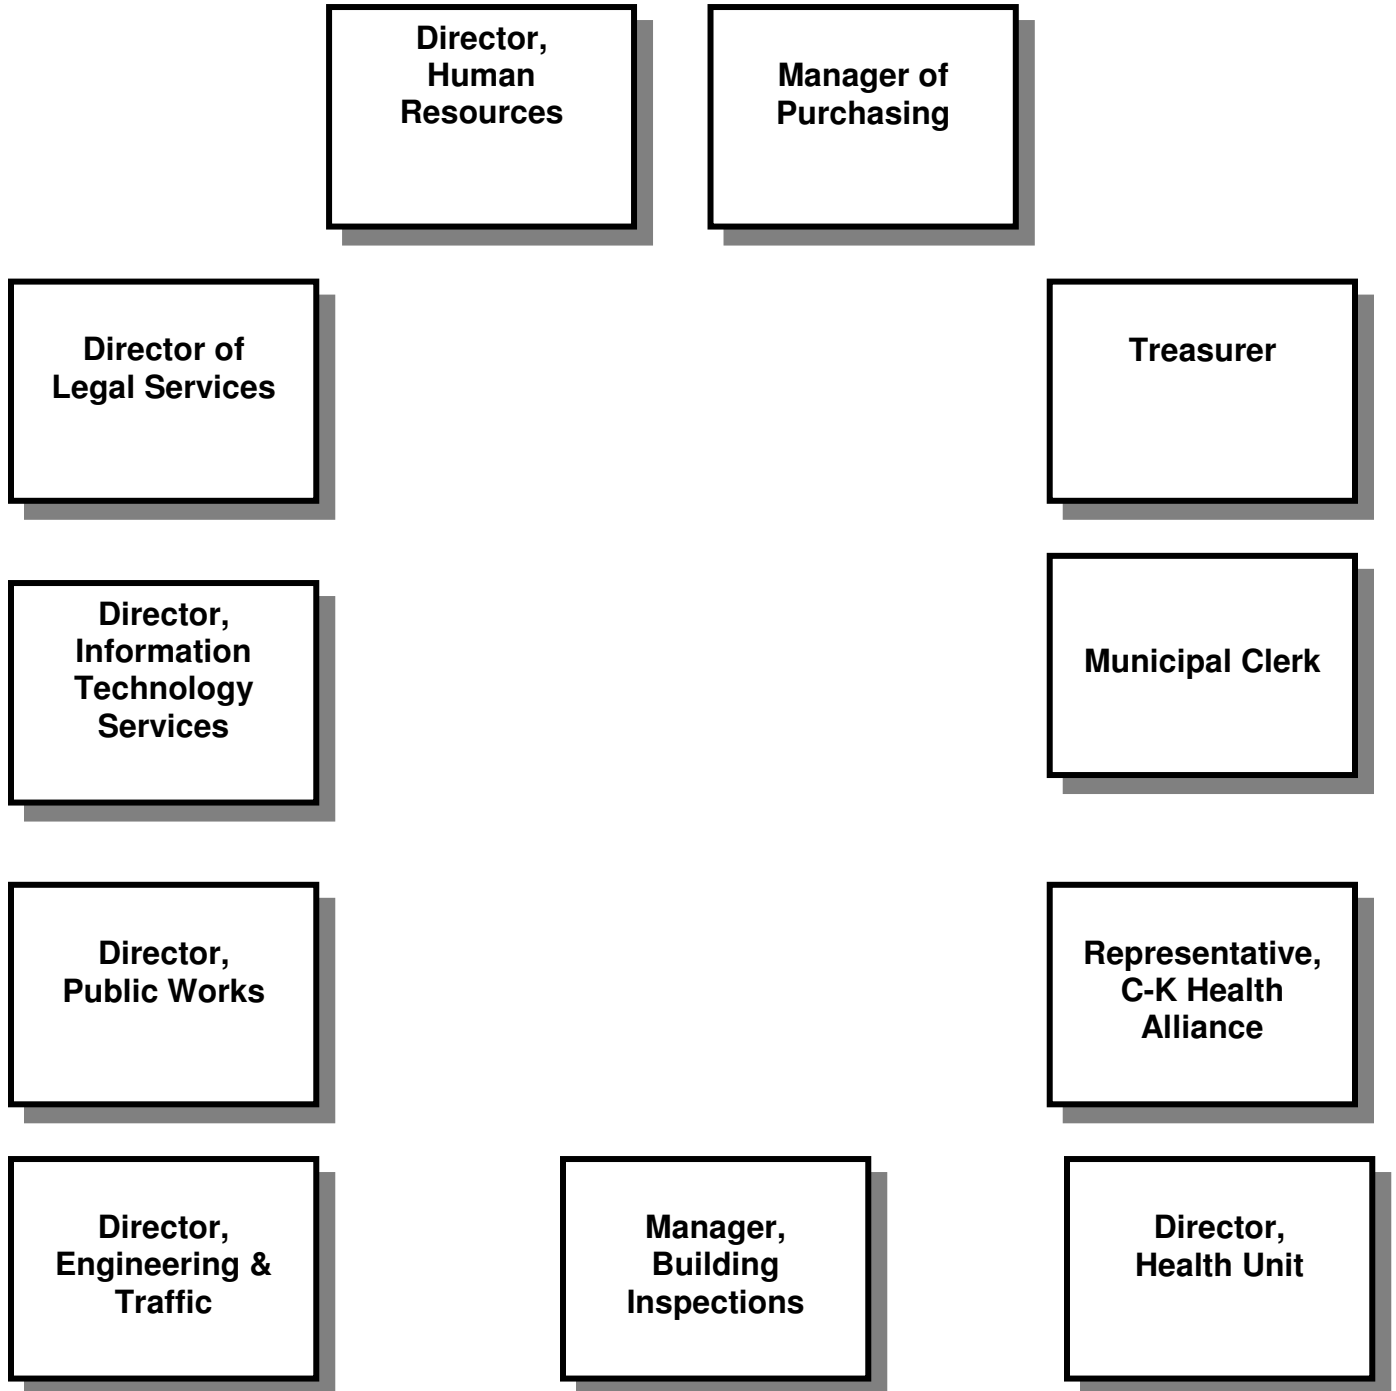 Director,
Human
Resources
Manager of
Purchasing
Director of
Legal Services
Treasurer
Director,
Information
Technology
Services
Municipal Clerk
Director,
Public Works
Representative,
C-K Health
Alliance
Director,
Engineering &
Traffic
Manager,
Building
Inspections
Director,
Health Unit